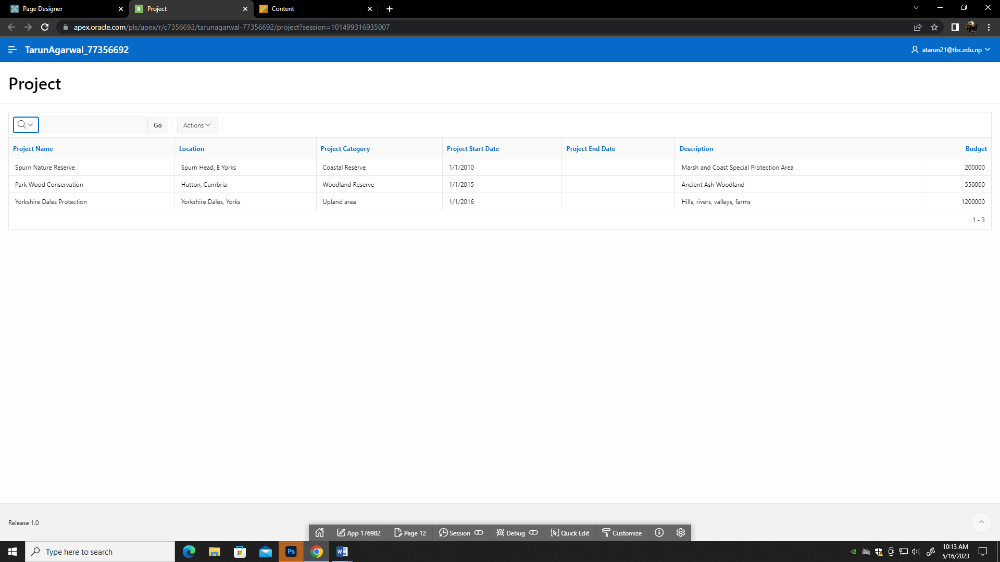 Page Designer
Project
Content
apex.oracle.com/pls/apex/r/c7356692/tarunagarwal-77356692/project?session=101499316935007
TarunAgarwal_77356692
atarun21@tbc.edu.np
Project
Go
Actions
Project Name Location Project Category Project Start Date Project End Date Description Budget
Spurn Nature Reserve Spurn Head, E Yorks Coastal Reserve 1/1/2010 Marsh and Coast Special Protection Area 200000
Park Wood Conservation Hutton, Cumbria Woodland Reserve 1/1/2015 Ancient Ash Woodland 550000
Yorkshire Dales Protection Yorkshire Dales, Yorks Upland area 1/1/2016 Hills, rivers, valleys, farms 1200000
1 - 3
Release 1.0
App 176982 Page 12 Session Debug Quick Edit Customize
Type here to search
Ps
W
10:13 AM
5/16/2023